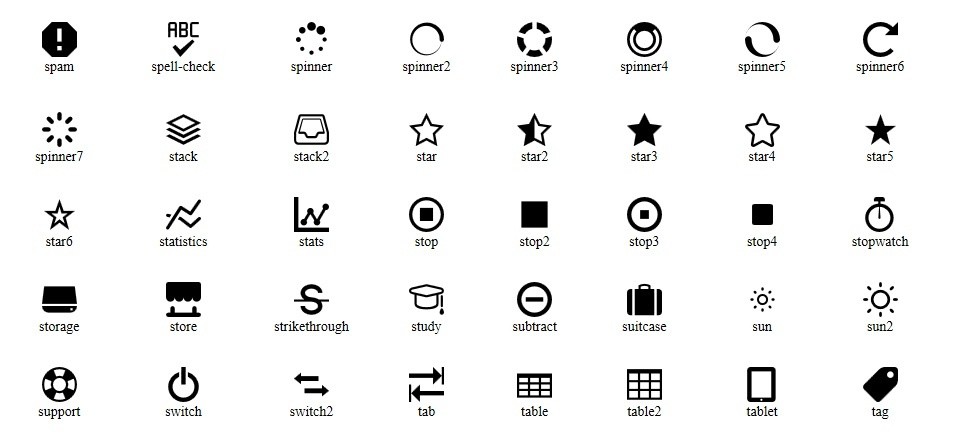 ABC
spam spell-check spinner spinner2 spinner3 spinner4 spinner5 spinner6
spinner7 stack stack2 star star2 star3 star4 star5
star6 statistics stats stop stop2 stop3 stop4 stopwatch
storage store strikethrough study subtract suitcase sun sun2
support switch switch2 tab table table2 tablet tag